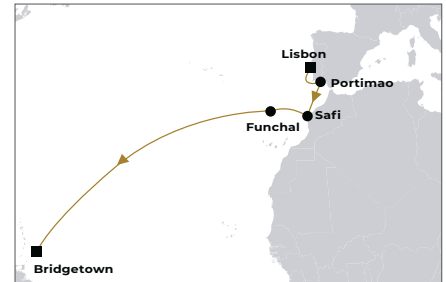 Lisbon
Portimao
Safi
Funchal
Bridgetown